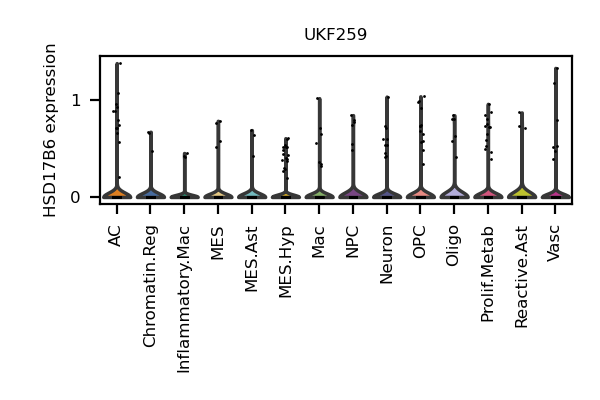 UKF259
HSD17B6 expression
1
0
AC
Chromatin.Reg
Inflammatory.Mac
MES
MES.Ast
MES.Hyp
Mac
NPC
Neuron
OPC
Oligo
Prolif.Metab
Reactive.Ast
Vasc